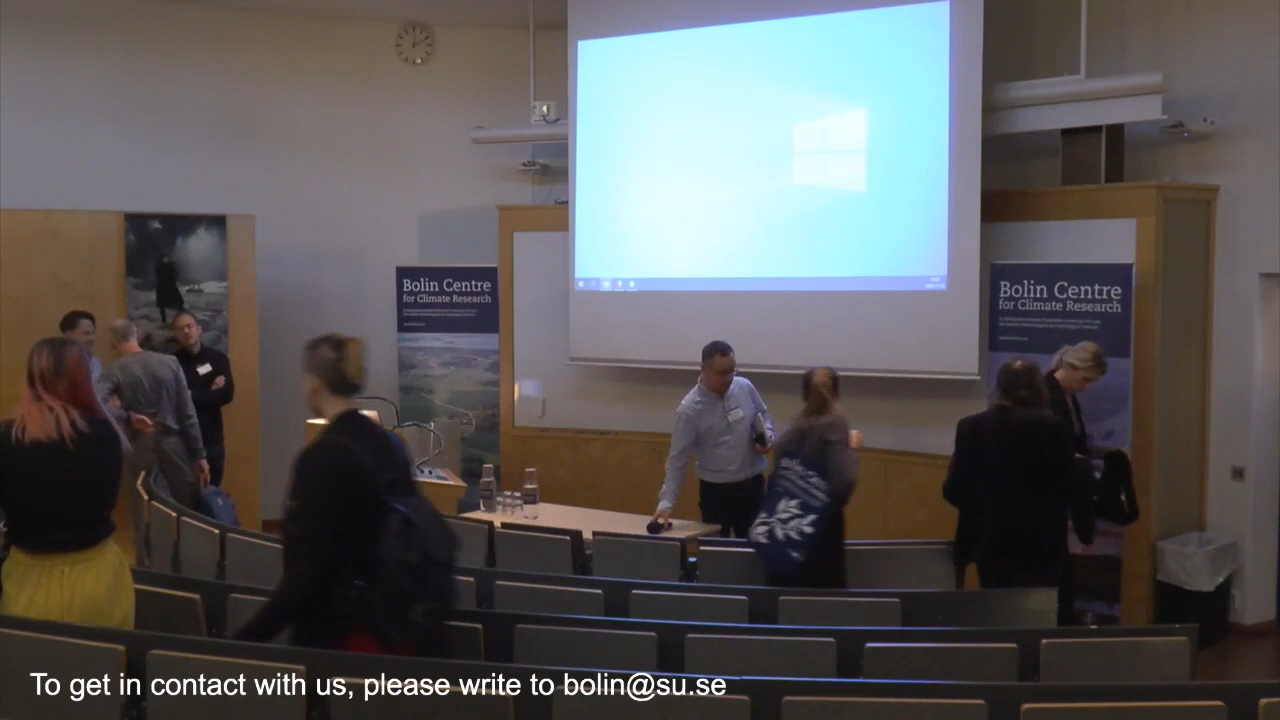 Bolin Centre
for Climate Research
Bolin Centre
for Climate Research
To get in contact with us, please write to bolin@su.se